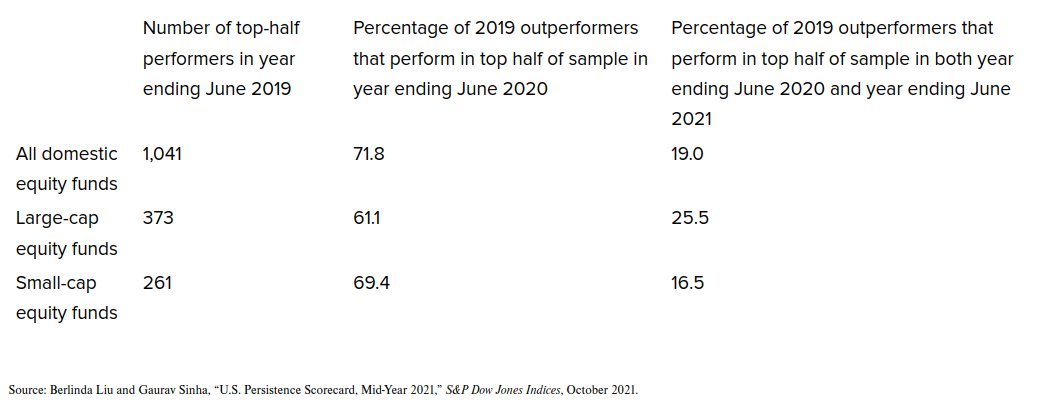 Number of top-half Percentage of 2019 outperformers Percentage of 2019 outperformers that
performers in year that perform in top half of sample in perform in top half of sample in both year
ending June 2019 year ending June 2020 ending June 2020 and year ending June
2021
All domestic 1,041 71.8 19.0
equity funds
Large-cap 373 61.1 25.5
equity funds
Small-cap 261 69.4 16.5
equity funds
Source: Berlinda Liu and Gaurav Sinha, “U.S. Persistence Scorecard, Mid-Year 2021,” S&P Dow Jones Indices, October 2021.